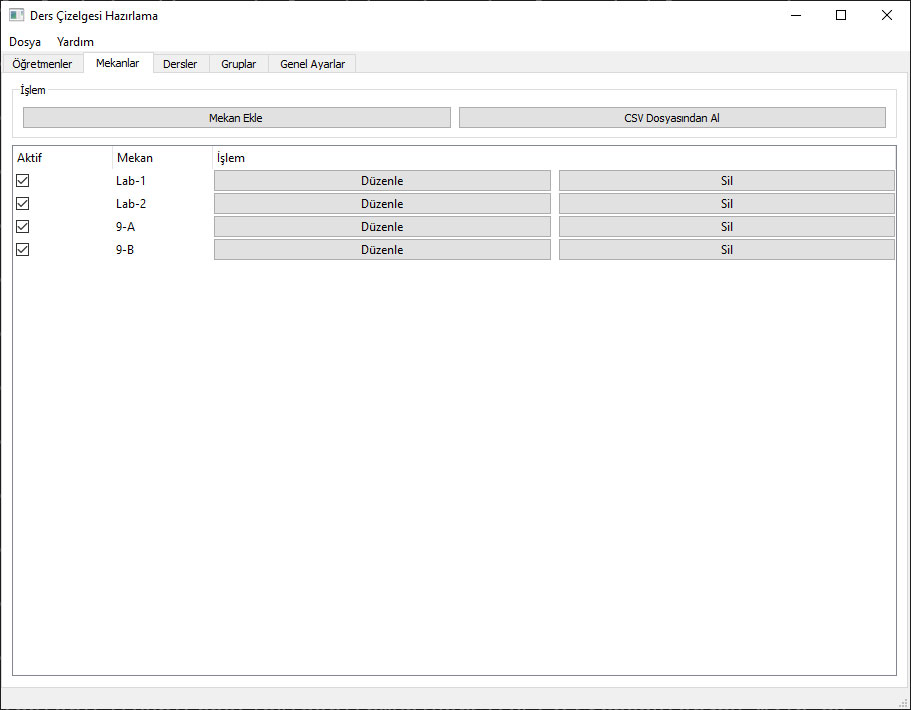 Ders Çizelgesi Hazırlama
Dosya Yardım
Öğretmenler Mekanlar Dersler Gruplar Genel Ayarlar
İşlem
Mekan Ekle CSV Dosyasından Al
Aktif Mekan İşlem
Lab-1 Düzenle Sil
Lab-2 Düzenle Sil
9-A Düzenle Sil
9-B Düzenle Sil